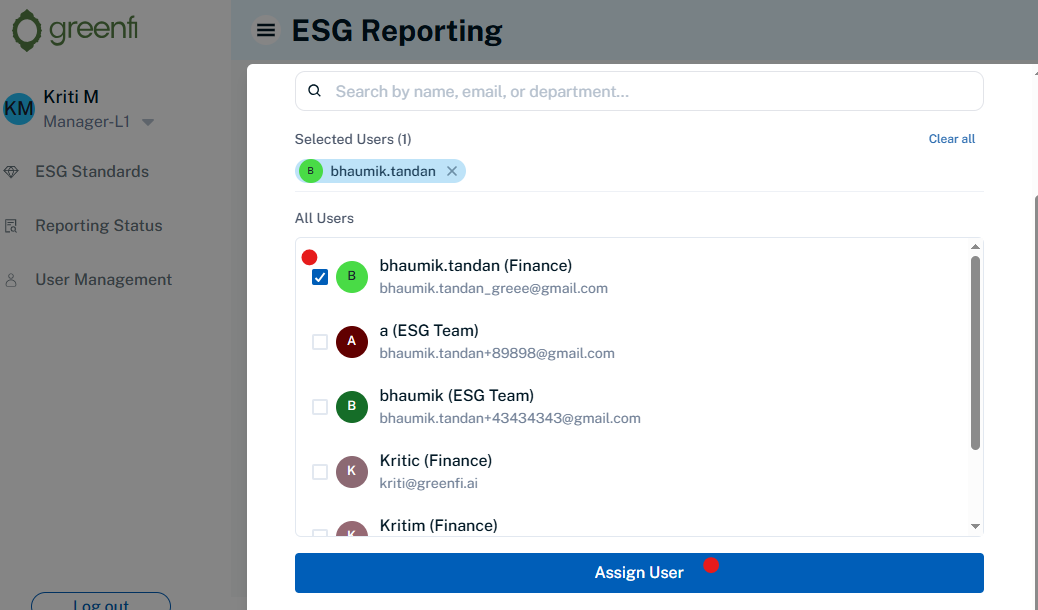 greenfi
ESG Reporting
KM
Kriti M
Manager-L1
ESG Standards
Reporting Status
User Management
Log out
Search by name, email, or department...
Selected Users (1)
Clear all
B bhaumik.tandan
All Users
B
bhaumik.tandan (Finance)
bhaumik.tandan_greee@gmail.com
A
a (ESG Team)
bhaumik.tandan+89898@gmail.com
B
bhaumik (ESG Team)
bhaumik.tandan+43434343@gmail.com
K
Kritic (Finance)
kriti@greenfi.ai
K
Kritim (Finance)
Assign User